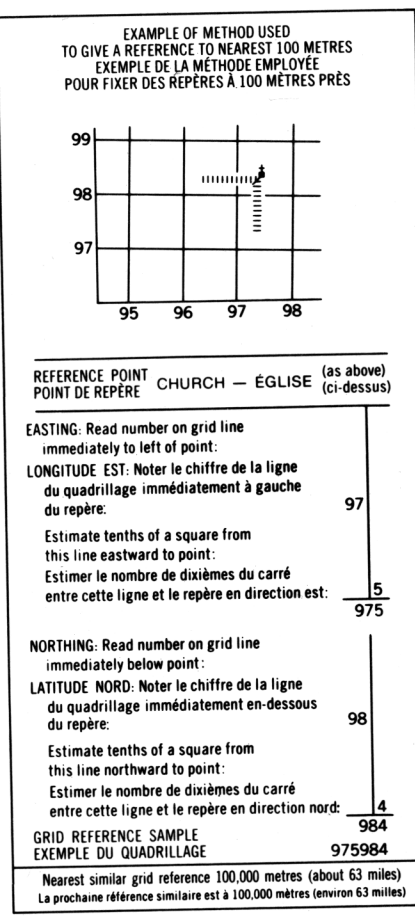 EXAMPLE OF METHOD USED
TO GIVE A REFERENCE TO NEAREST 100 METRES
EXEMPLE DE LA MÉTHODE EMPLOYÉE
POUR FIXER DES REPÈRES À 100 MÈTRES PRÈS
99
98
97
95 96 97 98
REFERENCE POINT
POINT DE REPÈRE
CHURCH — ÉGLISE
(as above)
(ci-dessus)
EASTING: Read number on grid line
immediately to left of point:
LONGITUDE EST: Noter le chiffre de la ligne
du quadrillage immédiatement à gauche
du repère:
97
Estimate tenths of a square from
this line eastward to point:
Estimer le nombre de dixièmes du carré
entre cette ligne et le repère en direction est: 5
975
NORTHING: Read number on grid line
immediately below point:
LATITUDE NORD: Noter le chiffre de la ligne
du quadrillage immédiatement en-dessous
du repère:
98
Estimate tenths of a square from
this line northward to point:
Estimer le nombre de dixièmes du carré
entre cette ligne et le repère en direction nord: 4
984
GRID REFERENCE SAMPLE
EXEMPLE DU QUADRILLAGE 975984
Nearest similar grid reference 100,000 metres (about 63 miles)
La prochaine référence similaire est à 100,000 mètres (environ 63 miles)